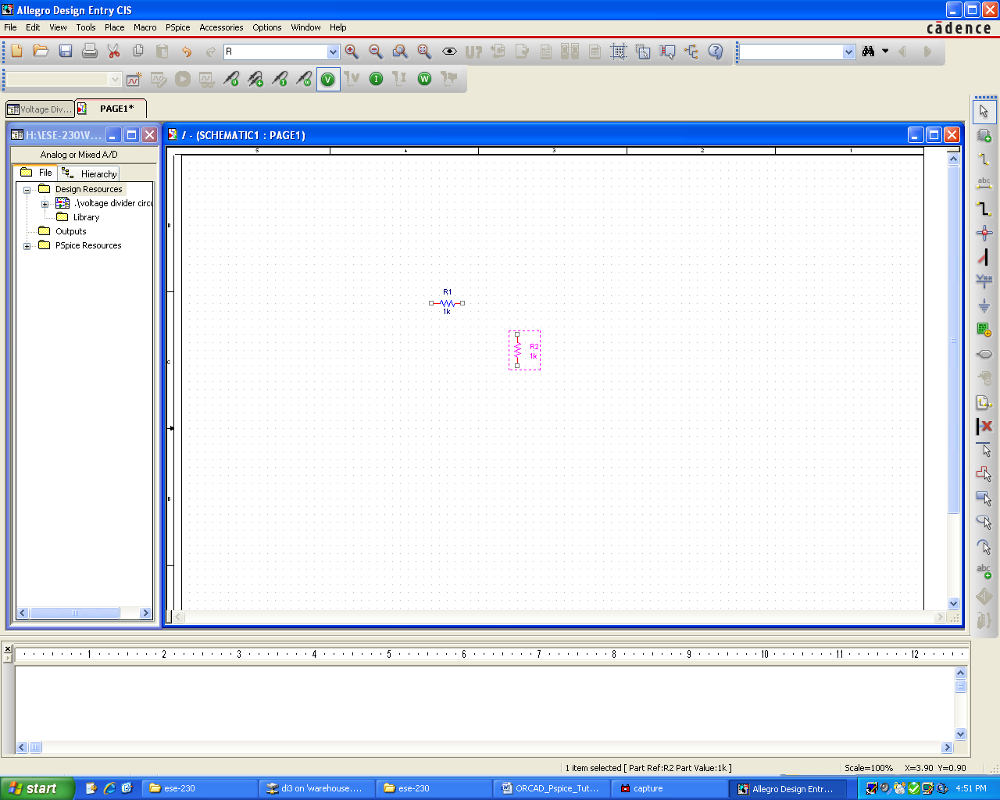 Allegro Design Entry CIS
File Edit View Tools Place Macro PSpice Accessories Options Window Help
cādence
R
U?
V V I I W
Voltage Div... PAGE1*
H:\ESE-230\V...
/ - (SCHEMATIC1 : PAGE1)
Analog or Mixed A/D
File Hierarchy
Design Resources
.\voltage divider circu
Library
Outputs
PSpice Resources
5 4 3 2 1
D
C
B
R1
1k
R2
1k
abc
abc
1 2 3 4 5 6 7 8 9 10 11 12
1 item selected [ Part Ref:R2 Part Value:1k ]
Scale=100% X=3.90 Y=0.90
start
ese-230
di3 on 'warehouse....
ese-230
ORCAD_Pspice_Tut...
capture
Allegro Design Entr...
4:51 PM